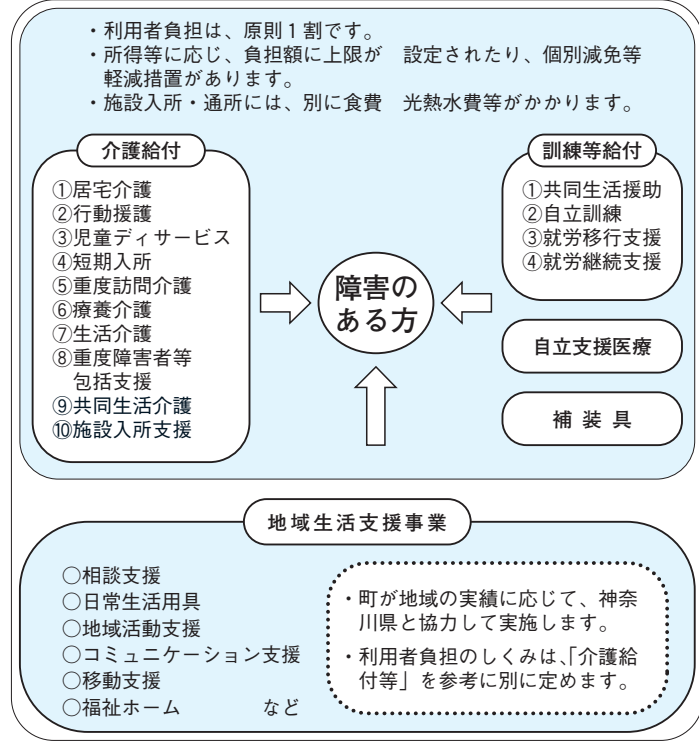 ・利用者負担は、原則１割です。
・所得等に応じ、負担額に上限が　設定されたり、個別減免等
軽減措置があります。
・施設入所・通所には、別に食費　光熱水費等がかかります。
介護給付
①居宅介護
②行動援護
③児童ディサービス
④短期入所
⑤重度訪問介護
⑥療養介護
⑦生活介護
⑧重度障害者等
包括支援
⑨共同生活介護
⑩施設入所支援
障害の
ある方
訓練等給付
①共同生活援助
②自立訓練
③就労移行支援
④就労継続支援
自立支援医療
補 装 具
地域生活支援事業
○相談支援
○日常生活用具
○地域活動支援
○コミュニケーション支援
○移動支援
○福祉ホーム　　　など
・町が地域の実績に応じて、神奈
川県と協力して実施します。
・利用者負担のしくみは、「介護給
付等」を参考に別に定めます。